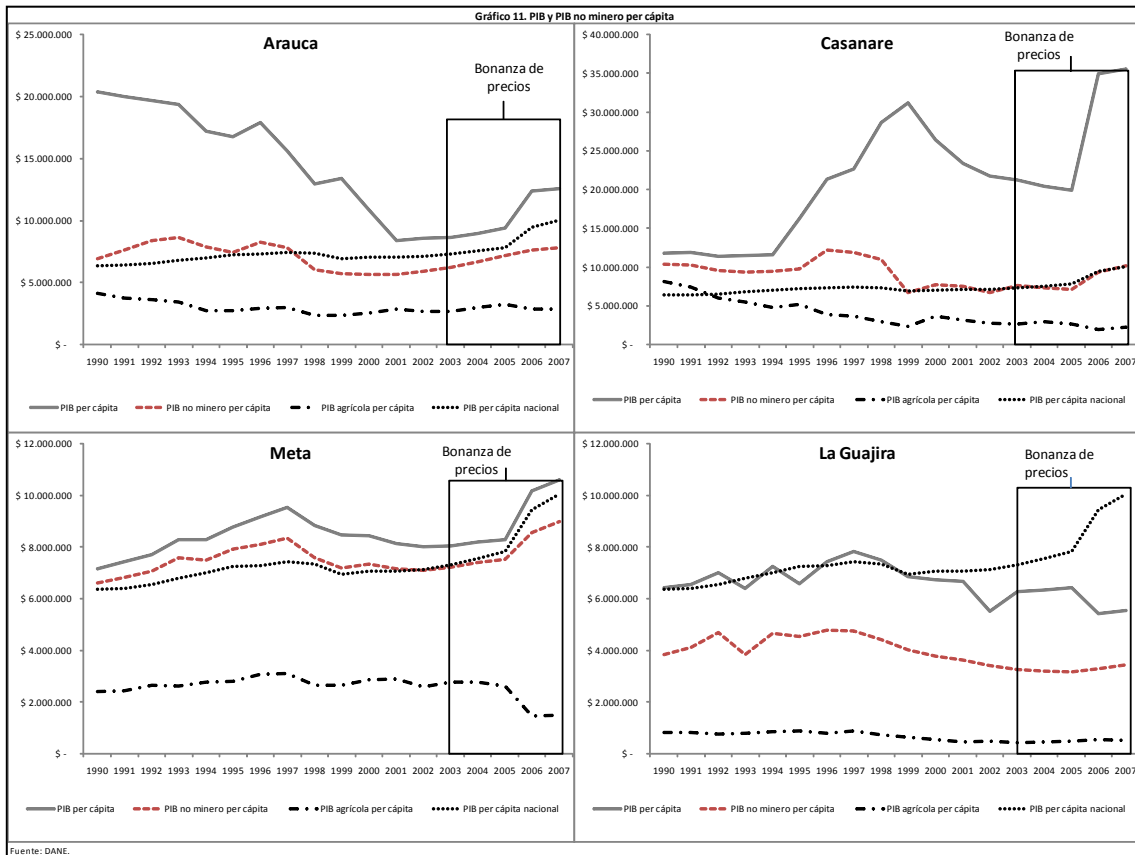 Gráfico 11. PIB y PIB no minero per cápita
Arauca
Bonanza de
precios
$ 25.000.000
$ 20.000.000
$ 15.000.000
$ 10.000.000
$ 5.000.000
$ -
1990 1991 1992 1993 1994 1995 1996 1997 1998 1999 2000 2001 2002 2003 2004 2005 2006 2007
PIB per cápita PIB no minero per cápita PIB agrícola per cápita PIB per cápita nacional
Casanare
Bonanza de
precios
$ 40.000.000
$ 35.000.000
$ 30.000.000
$ 25.000.000
$ 20.000.000
$ 15.000.000
$ 10.000.000
$ 5.000.000
$ -
1990 1991 1992 1993 1994 1995 1996 1997 1998 1999 2000 2001 2002 2003 2004 2005 2006 2007
PIB per cápita PIB no minero per cápita PIB agrícola per cápita PIB per cápita nacional
Meta
Bonanza de
precios
$ 12.000.000
$ 10.000.000
$ 8.000.000
$ 6.000.000
$ 4.000.000
$ 2.000.000
$ -
1990 1991 1992 1993 1994 1995 1996 1997 1998 1999 2000 2001 2002 2003 2004 2005 2006 2007
PIB per cápita PIB no minero per cápita PIB agrícola per cápita PIB per cápita nacional
La Guajira
Bonanza de
precios
$ 12.000.000
$ 10.000.000
$ 8.000.000
$ 6.000.000
$ 4.000.000
$ 2.000.000
$ -
1990 1991 1992 1993 1994 1995 1996 1997 1998 1999 2000 2001 2002 2003 2004 2005 2006 2007
PIB per cápita PIB no minero per cápita PIB agrícola per cápita PIB per cápita nacional
Fuente: DANE.